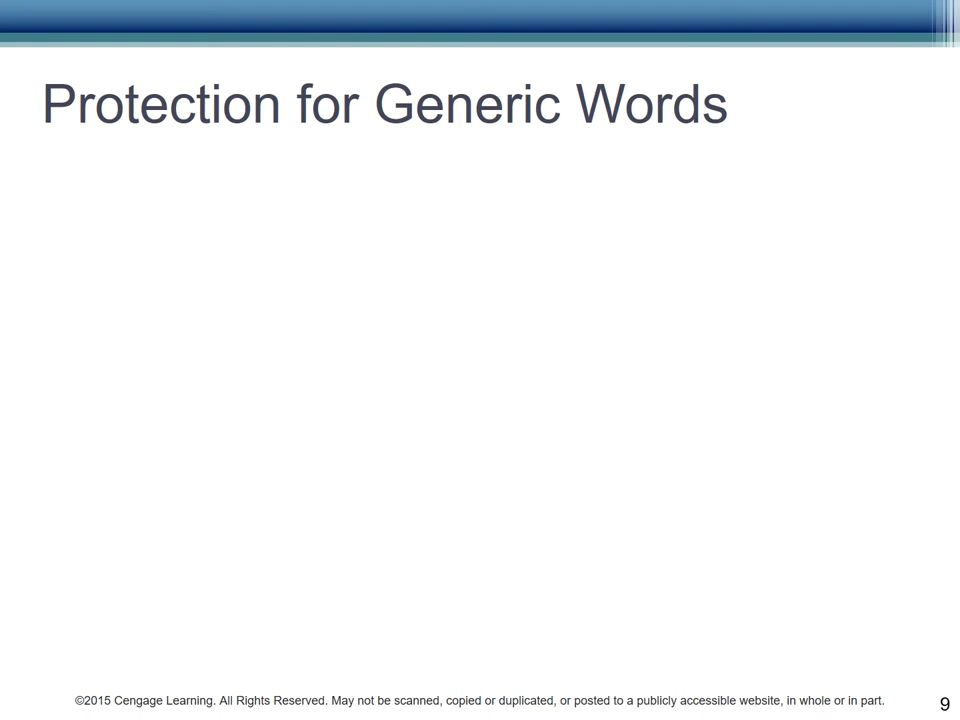 Protection for Generic Words
©2015 Cengage Learning. All Rights Reserved. May not be scanned, copied or duplicated, or posted to a publicly accessible website, in whole or in part.
9